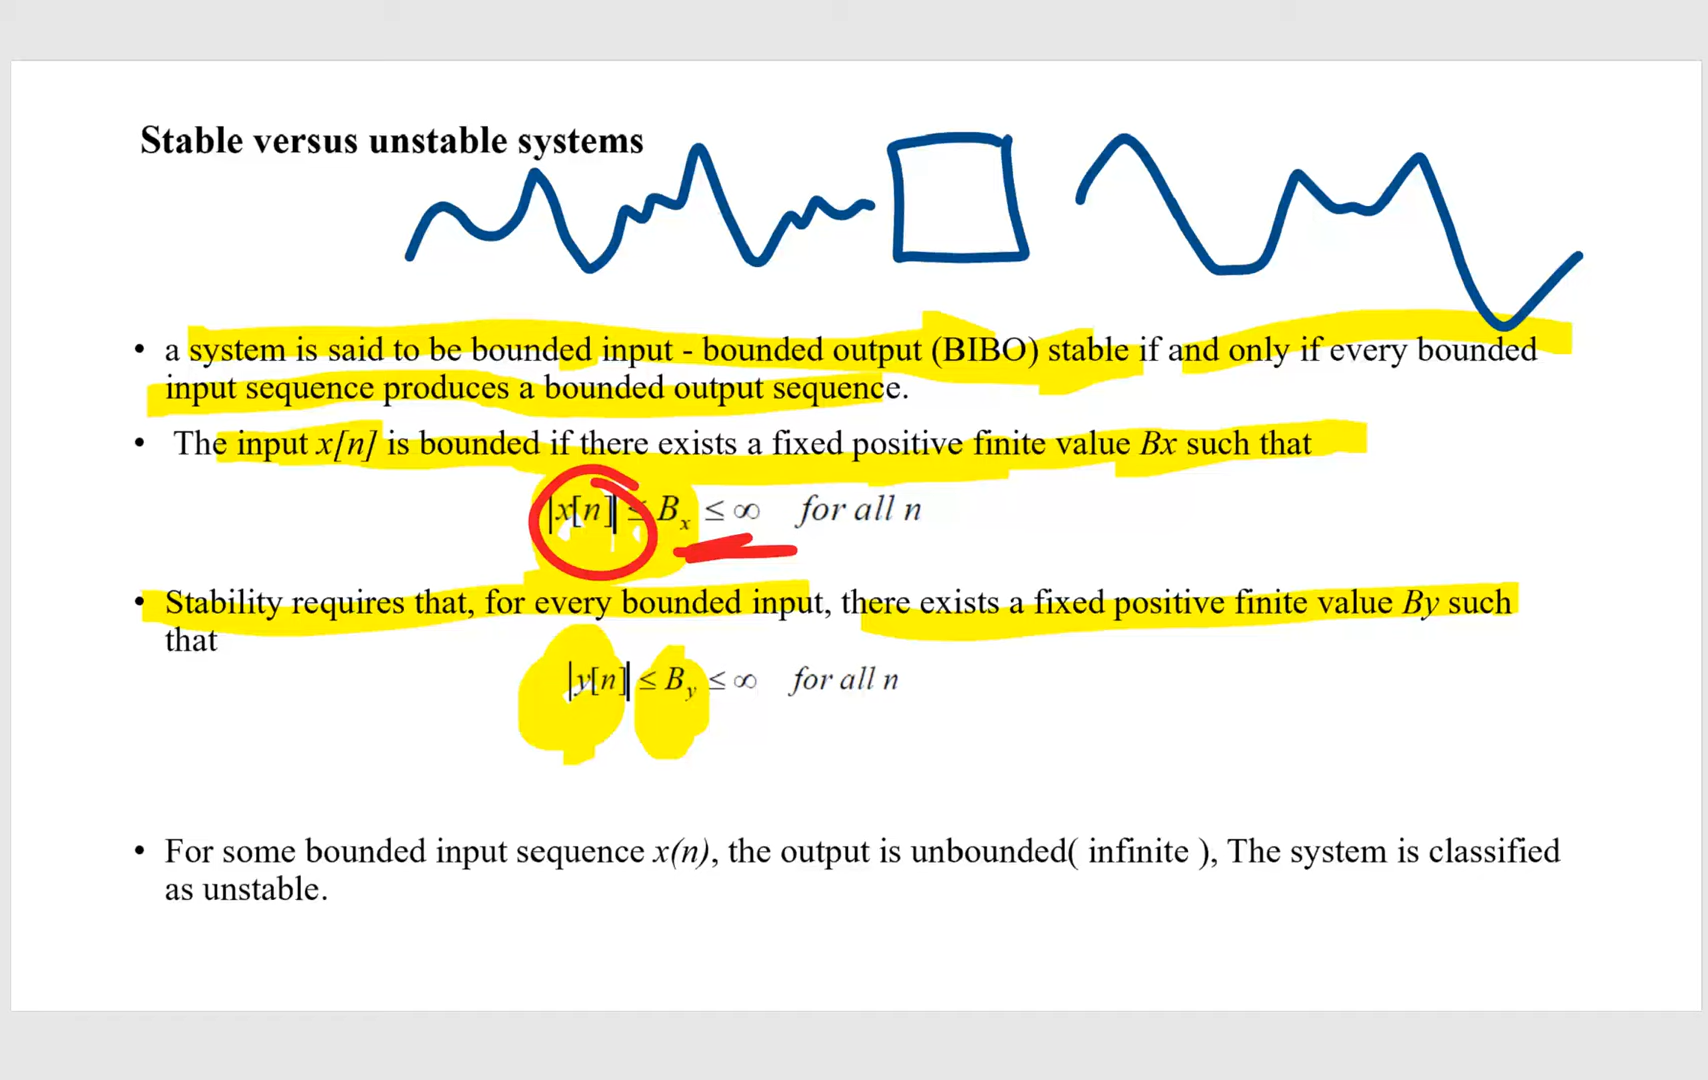 Stable versus unstable systems
• a system is said to be bounded input - bounded output (BIBO) stable if and only if every bounded
input sequence produces a bounded output sequence.
• The input x[n] is bounded if there exists a fixed positive finite value Bx such that
|x[n]| ≤ Bₓ ≤ ∞ for all n
• Stability requires that, for every bounded input, there exists a fixed positive finite value By such
that
|y[n]| ≤ B_y ≤ ∞ for all n
• For some bounded input sequence x(n), the output is unbounded( infinite ), The system is classified
as unstable.